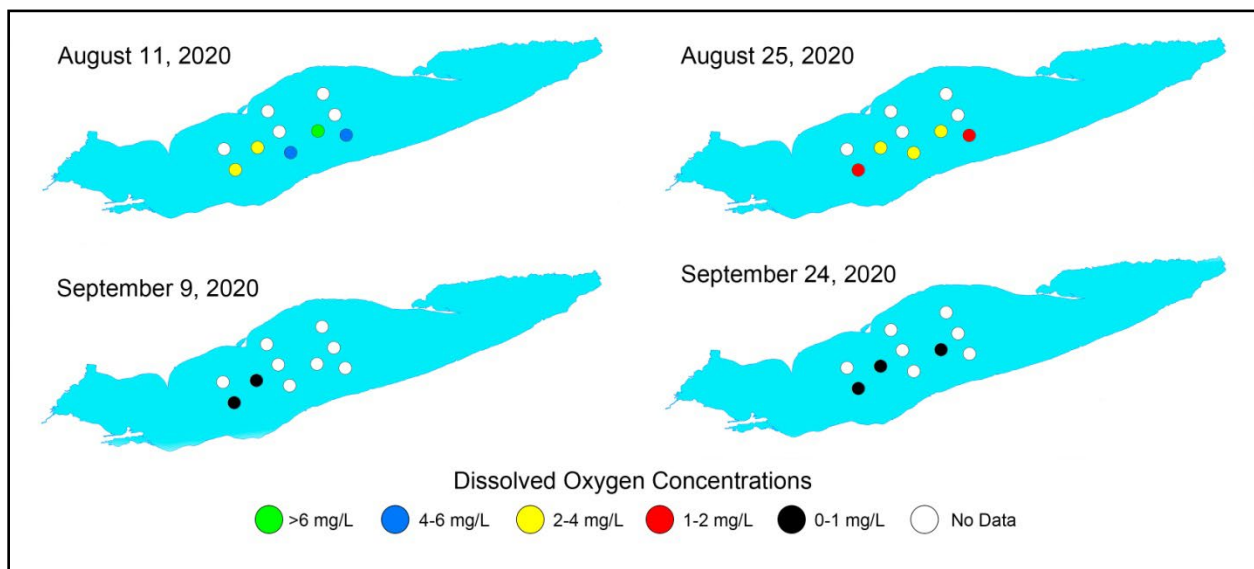 August 11, 2020
August 25, 2020
September 9, 2020
September 24, 2020
Dissolved Oxygen Concentrations
>6 mg/L 4-6 mg/L 2-4 mg/L 1-2 mg/L 0-1 mg/L No Data